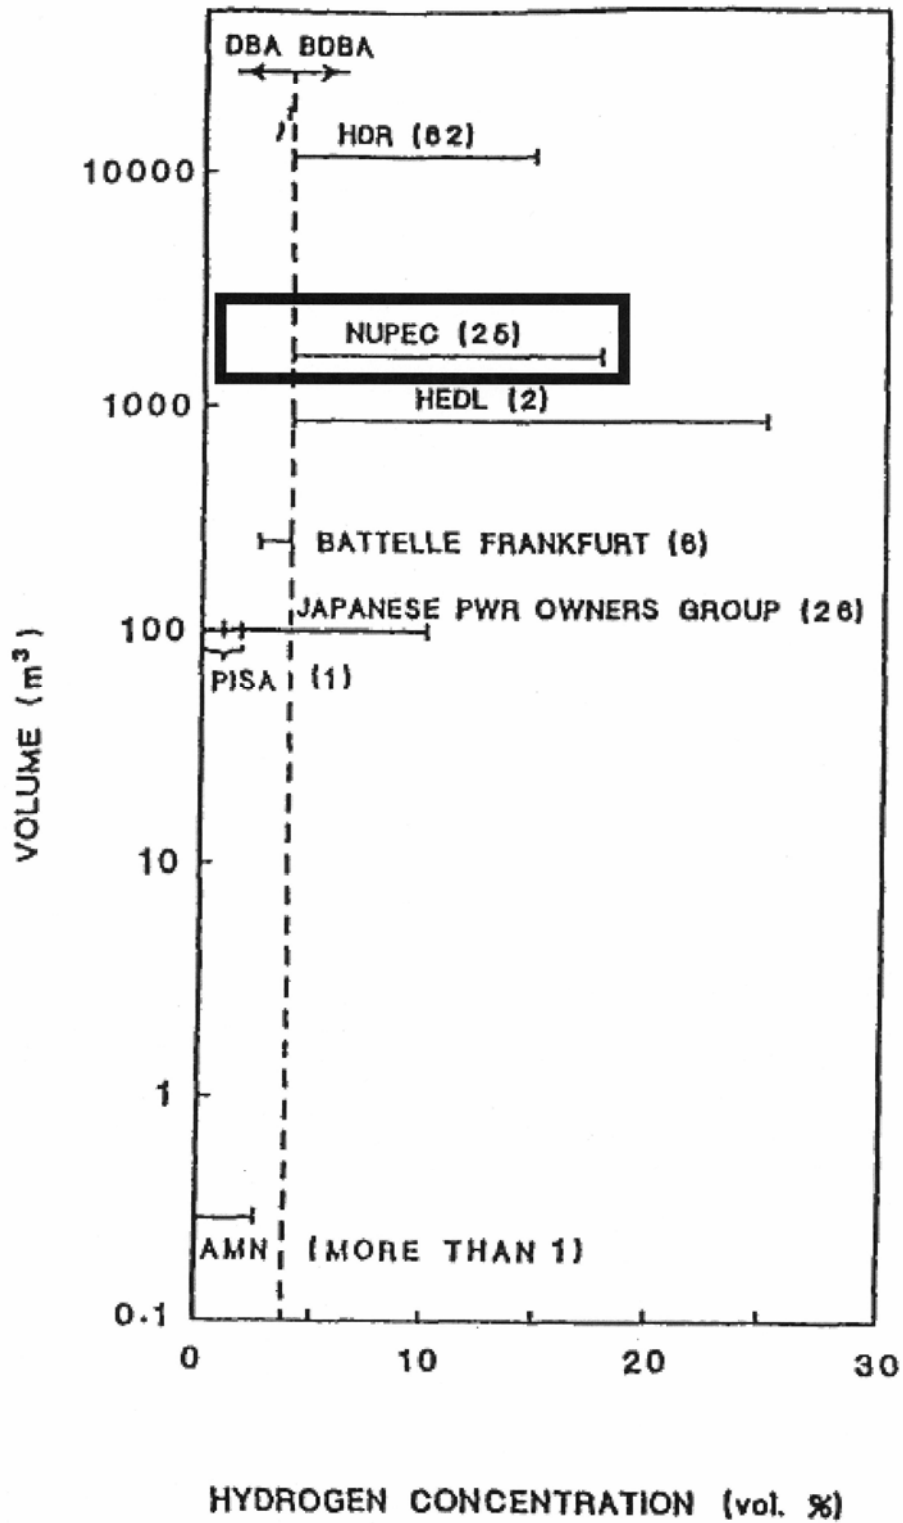 DBA BDBA
HDR (62)
10000
NUPEC (25)
1000
HEDL (2)
BATTELLE FRANKFURT (6)
JAPANESE PWR OWNERS GROUP (26)
100
PISA (1)
VOLUME (m³)
10
1
AMN (MORE THAN 1)
0.1
0 10 20 30
HYDROGEN CONCENTRATION (vol. %)